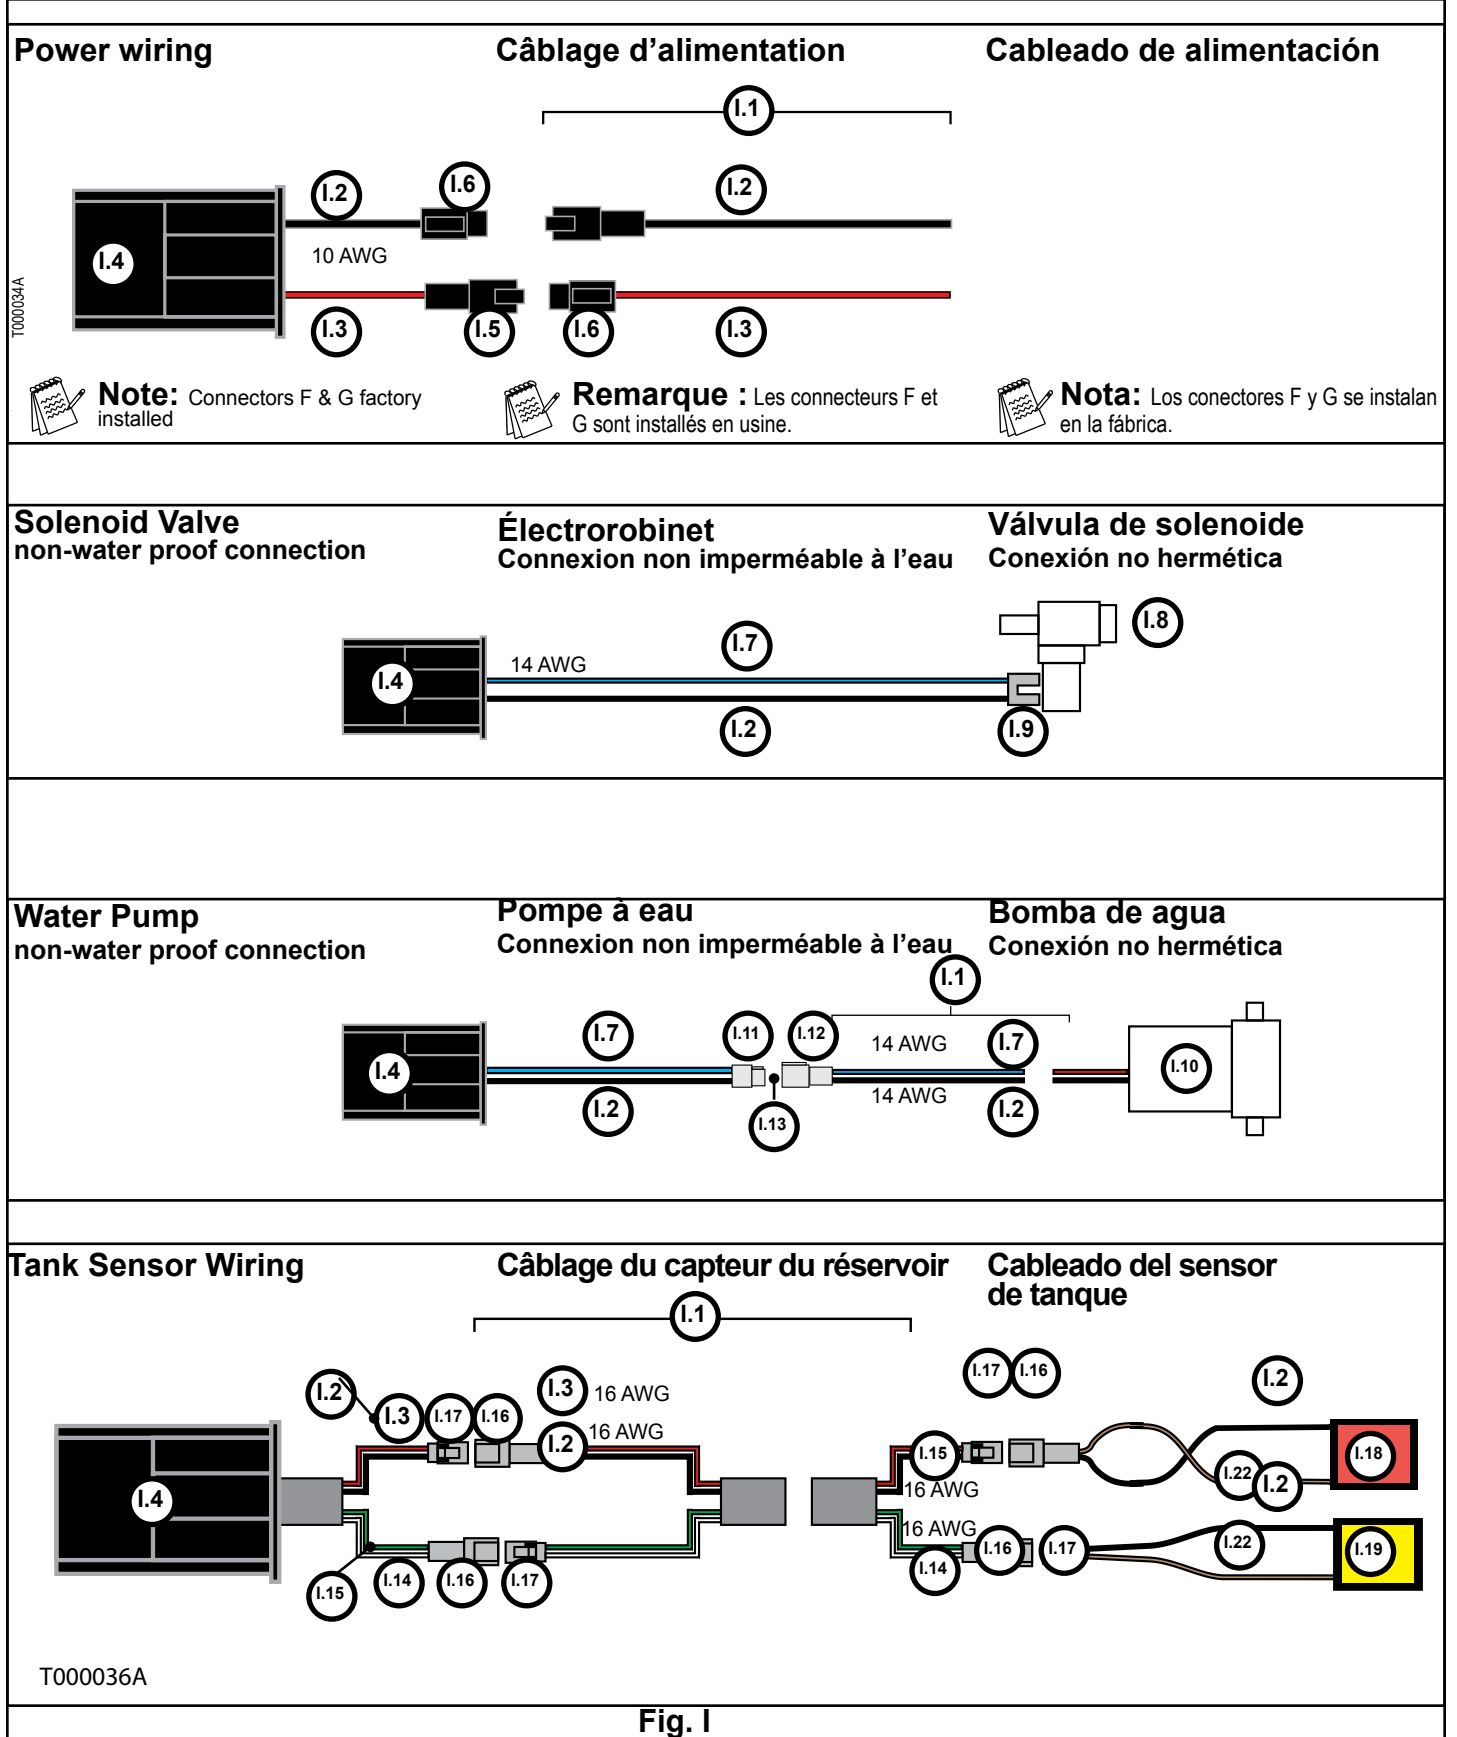 Power wiring
Câblage d’alimentation
Cableado de alimentación
I.1
I.2
I.6
I.2
10 AWG
I.4
I.3
I.5
I.6
I.3
T000034A
Note: Connectors F & G factory
installed
Remarque : Les connecteurs F et
G sont installés en usine.
Nota: Los conectores F y G se instalan
en la fábrica.
Solenoid Valve
non-water proof connection
Électrorobinet
Connexion non imperméable à l’eau
Válvula de solenoide
Conexión no hermética
I.8
I.7
14 AWG
I.4
I.2
I.9
Water Pump
non-water proof connection
Pompe à eau
Connexion non imperméable à l’eau
Bomba de agua
Conexión no hermética
I.1
I.7
I.11
I.12
14 AWG
I.7
I.4
I.10
I.2
I.13
14 AWG
I.2
Tank Sensor Wiring
Câblage du capteur du réservoir
Cableado del sensor
de tanque
I.1
I.2
I.3
I.17
I.16
I.3
16 AWG
I.2
16 AWG
I.17
I.16
I.2
I.15
16 AWG
I.22
I.2
I.18
I.4
16 AWG
I.16
I.17
I.22
I.19
I.15
I.14
I.16
I.17
I.14
T000036A
Fig. I